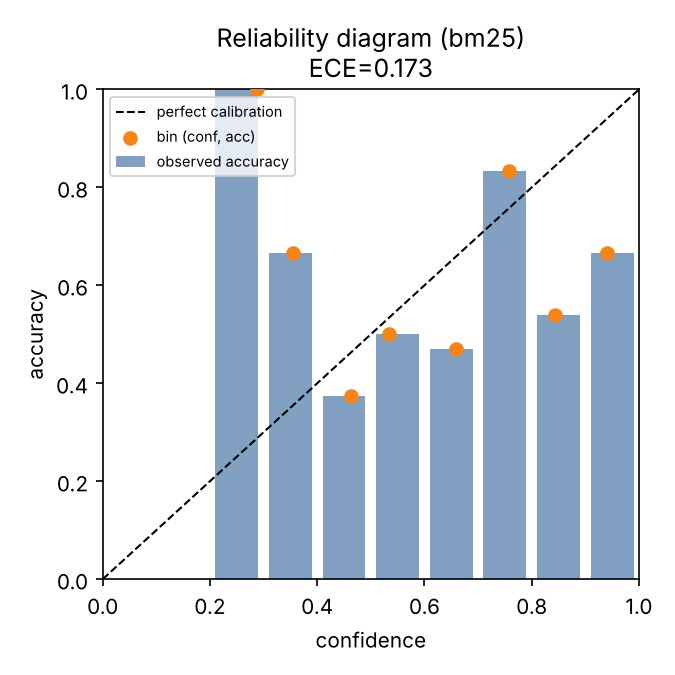 Reliability diagram (bm25)
ECE=0.173
perfect calibration
bin (conf, acc)
observed accuracy
accuracy
1.0
0.8
0.6
0.4
0.2
0.0
0.0 0.2 0.4 0.6 0.8 1.0
confidence